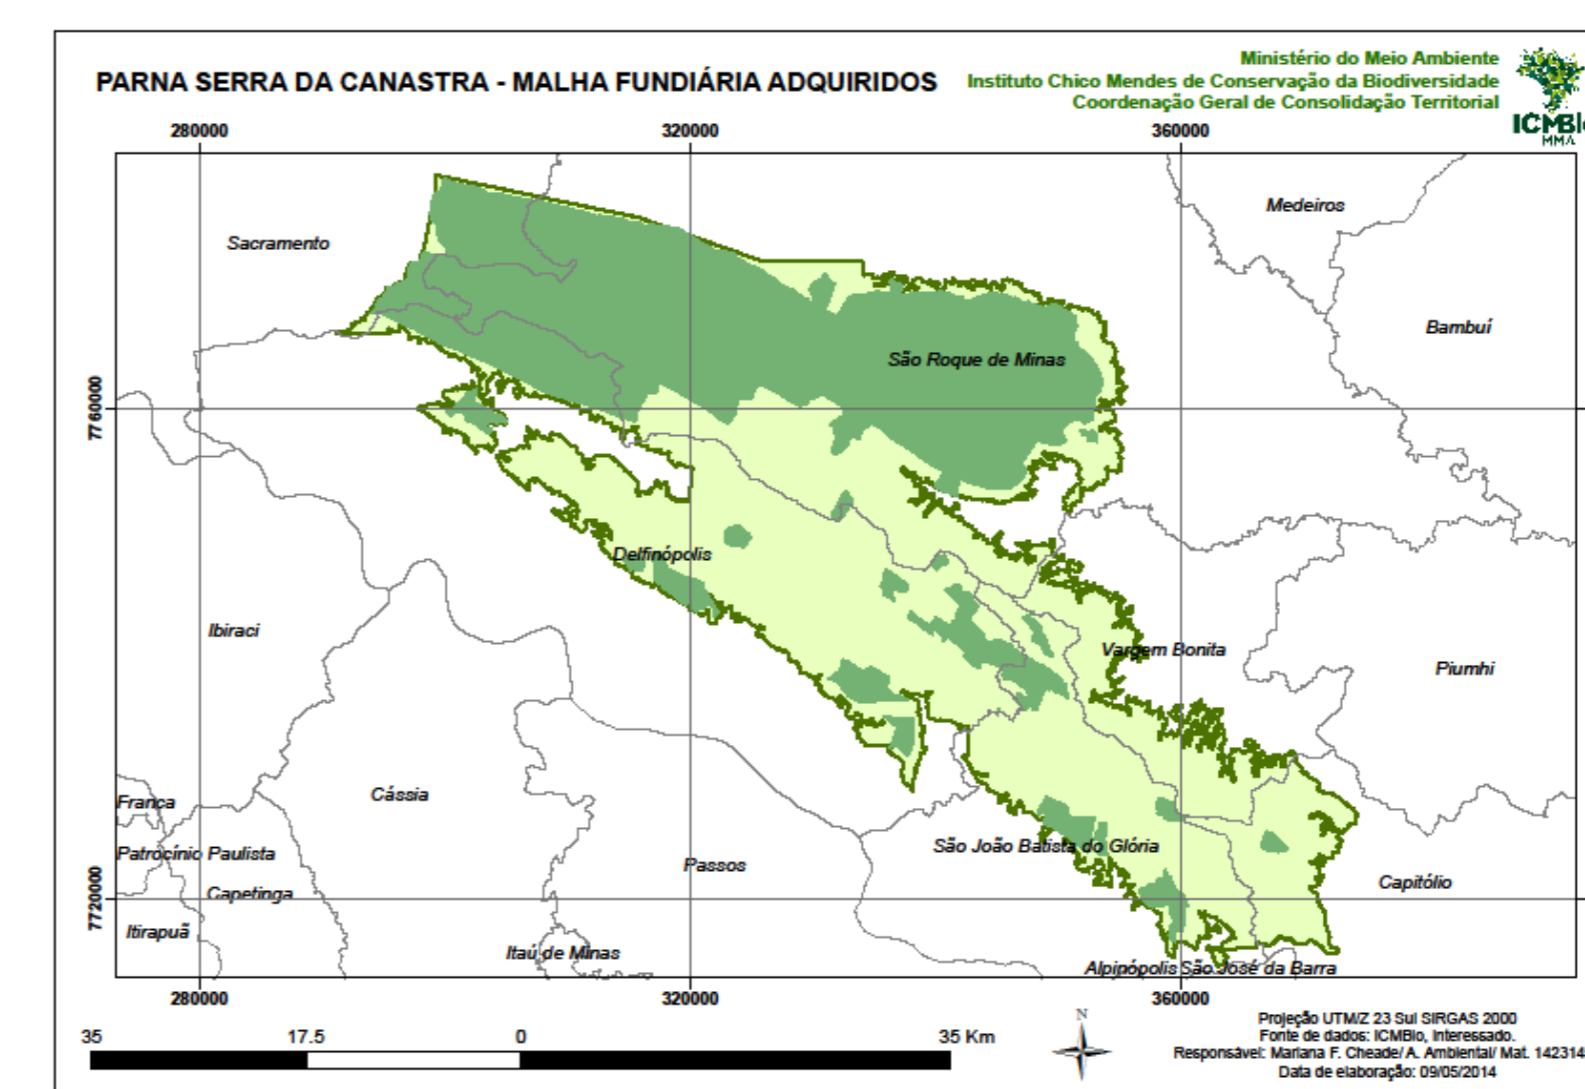 PARNA SERRA DA CANASTRA - MALHA FUNDIÁRIA ADQUIRIDOS
Ministério do Meio Ambiente
Instituto Chico Mendes de Conservação da Biodiversidade
Coordenação Geral de Consolidação Territorial
ICMBio
MMA
280000
320000
360000
Medeiros
Sacramento
Bambuí
São Roque de Minas
7760000
Delfinópolis
Ibiraci
Vargem Bonita
Piumhi
Cássia
Franca
São João Batista do Glória
Patrocínio Paulista
Passos
Capitólio
Capetinga
7720000
Itirapuã
Itaú de Minas
Alpinópolis São José da Barra
280000
320000
360000
35
17.5
0
35 Km
N
Projeção UTM/Z 23 Sul SIRGAS 2000
Fonte de dados: ICMBio, Interessado.
Responsável: Mariana F. Cheade/ A. Ambiental/ Mat. 142314
Data de elaboração: 09/05/2014